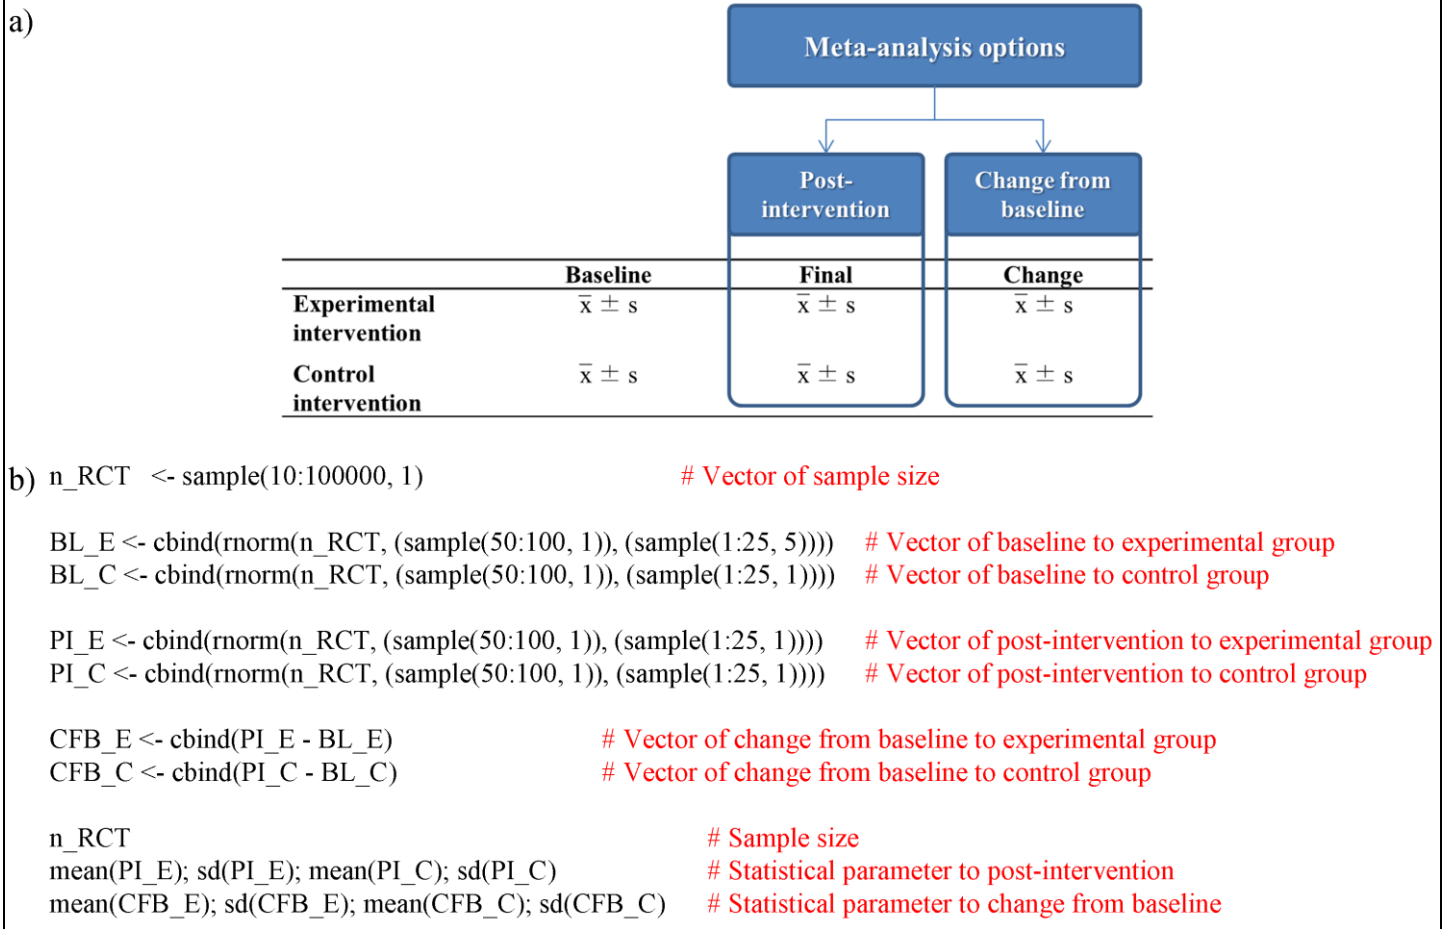 a)
Meta-analysis options
Post-
intervention
Change from
baseline
Baseline Final Change
Experimental
intervention
x̅ ± s x̅ ± s x̅ ± s
Control
intervention
x̅ ± s x̅ ± s x̅ ± s
b) n_RCT <- sample(10:100000, 1) # Vector of sample size
BL_E <- cbind(rnorm(n_RCT, (sample(50:100, 1)), (sample(1:25, 5)))) # Vector of baseline to experimental group
BL_C <- cbind(rnorm(n_RCT, (sample(50:100, 1)), (sample(1:25, 1)))) # Vector of baseline to control group
PI_E <- cbind(rnorm(n_RCT, (sample(50:100, 1)), (sample(1:25, 1)))) # Vector of post-intervention to experimental group
PI_C <- cbind(rnorm(n_RCT, (sample(50:100, 1)), (sample(1:25, 1)))) # Vector of post-intervention to control group
CFB_E <- cbind(PI_E - BL_E) # Vector of change from baseline to experimental group
CFB_C <- cbind(PI_C - BL_C) # Vector of change from baseline to control group
n_RCT # Sample size
mean(PI_E); sd(PI_E); mean(PI_C); sd(PI_C) # Statistical parameter to post-intervention
mean(CFB_E); sd(CFB_E); mean(CFB_C); sd(CFB_C) # Statistical parameter to change from baseline